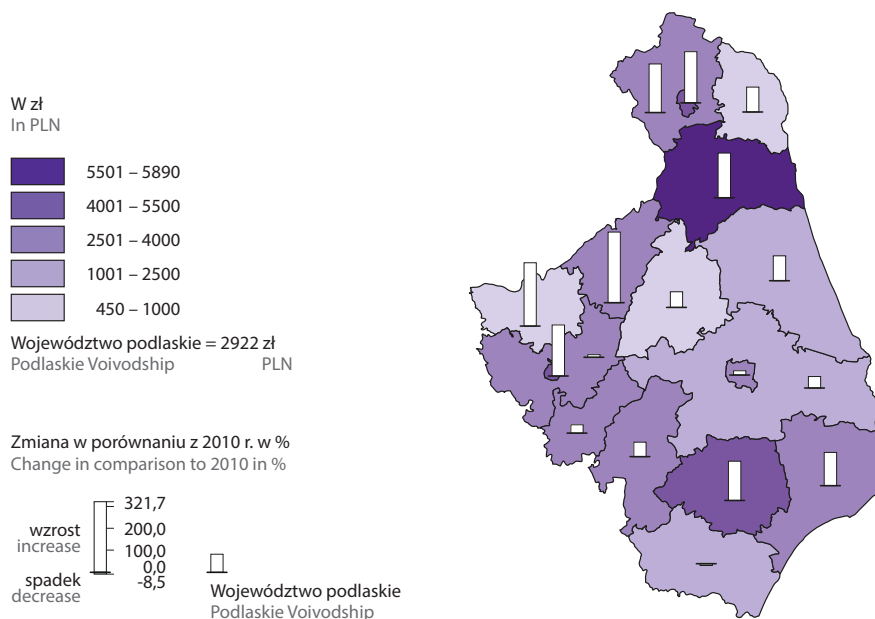 W zł
In PLN
5501 – 5890
4001 – 5500
2501 – 4000
1001 – 2500
450 – 1000
Województwo podlaskie = 2922 zł
Podlaskie Voivodship PLN
Zmiana w porównaniu z 2010 r. w %
Change in comparison to 2010 in %
321,7
wzrost 200,0
increase 100,0
0,0
spadek -8,5
decrease
Województwo podlaskie
Podlaskie Voivodship